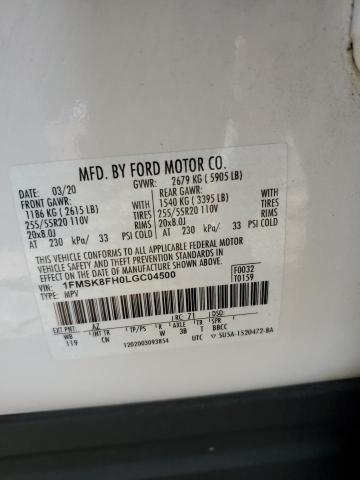 MFD. BY FORD MOTOR CO.
03/20 GVWR: 2679 KG ( 5905 LB)
FRONT GAWR: REAR GAWR:
1186 KG ( 2615 LB) 1540 KG ( 3395 LB)
255/55R20 110V TIRES 255/55R20 110V TIRES
20x8.0J RIMS 20x8.0J RIMS
AT 230 kPa/ 33 PSI COLD AT 230 kPa/ 33 PSI COLD
THIS VEHICLE CONFORMS TO ALL APPLICABLE FEDERAL MOTOR
VEHICLE SAFETY AND THEFT PREVENTION STANDARDS IN EFFECT ON
THE DATE OF MANUFACTURE SHOWN ABOVE.
VIN: 1FMSK8FH0LGC04500 F0032
TYPE: MPV T0159
EXT PNT: AZ RC: 71 DSO:
WB INT TR TP/PS R AXLE TR SPR
119 CN W 3B T BBCC
1202003093854 UTC SU5A-1520472-BA